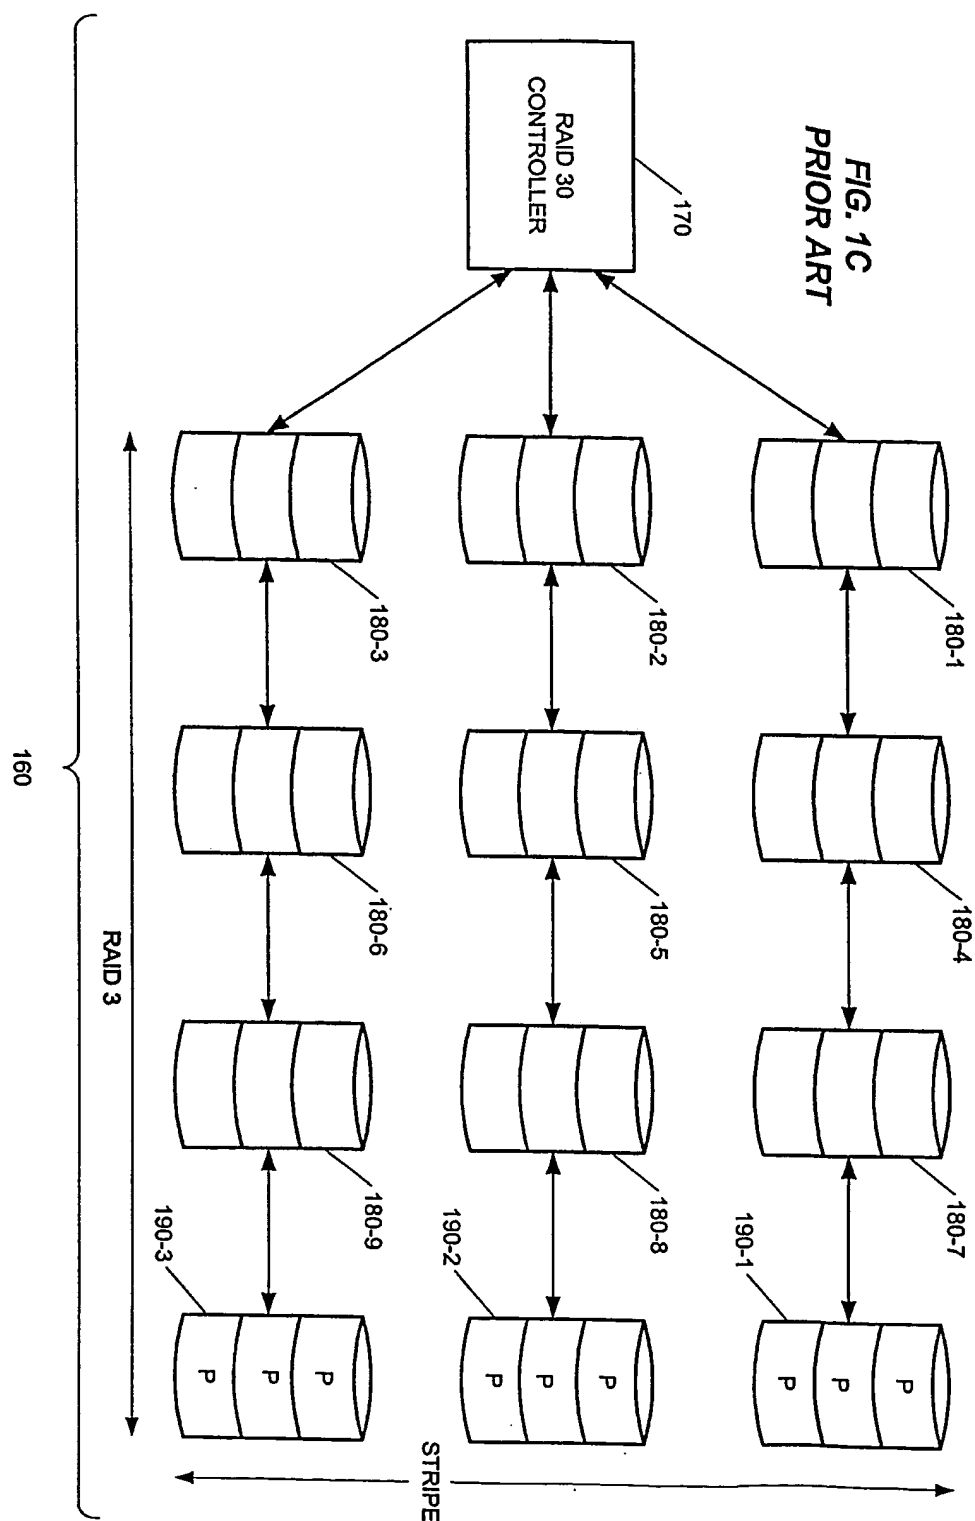 FIG. 1C
PRIOR ART
RAID 30
CONTROLLER
170
180-1
180-4
180-7
190-1
P
P
P
180-2
180-5
180-8
190-2
P
P
P
180-3
180-6
180-9
190-3
P
P
P
STRIPE
RAID 3
160